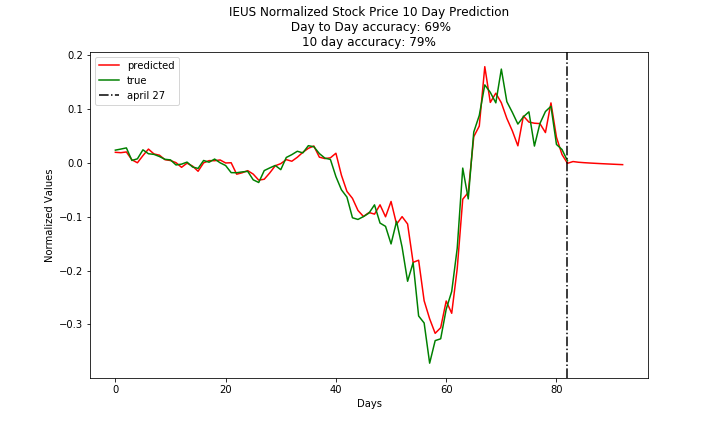 IEUS Normalized Stock Price 10 Day Prediction
Day to Day accuracy: 69%
10 day accuracy: 79%
predicted
true
april 27
0.2
0.1
0.0
−0.1
−0.2
−0.3
Normalized Values
0 20 40 60 80
Days